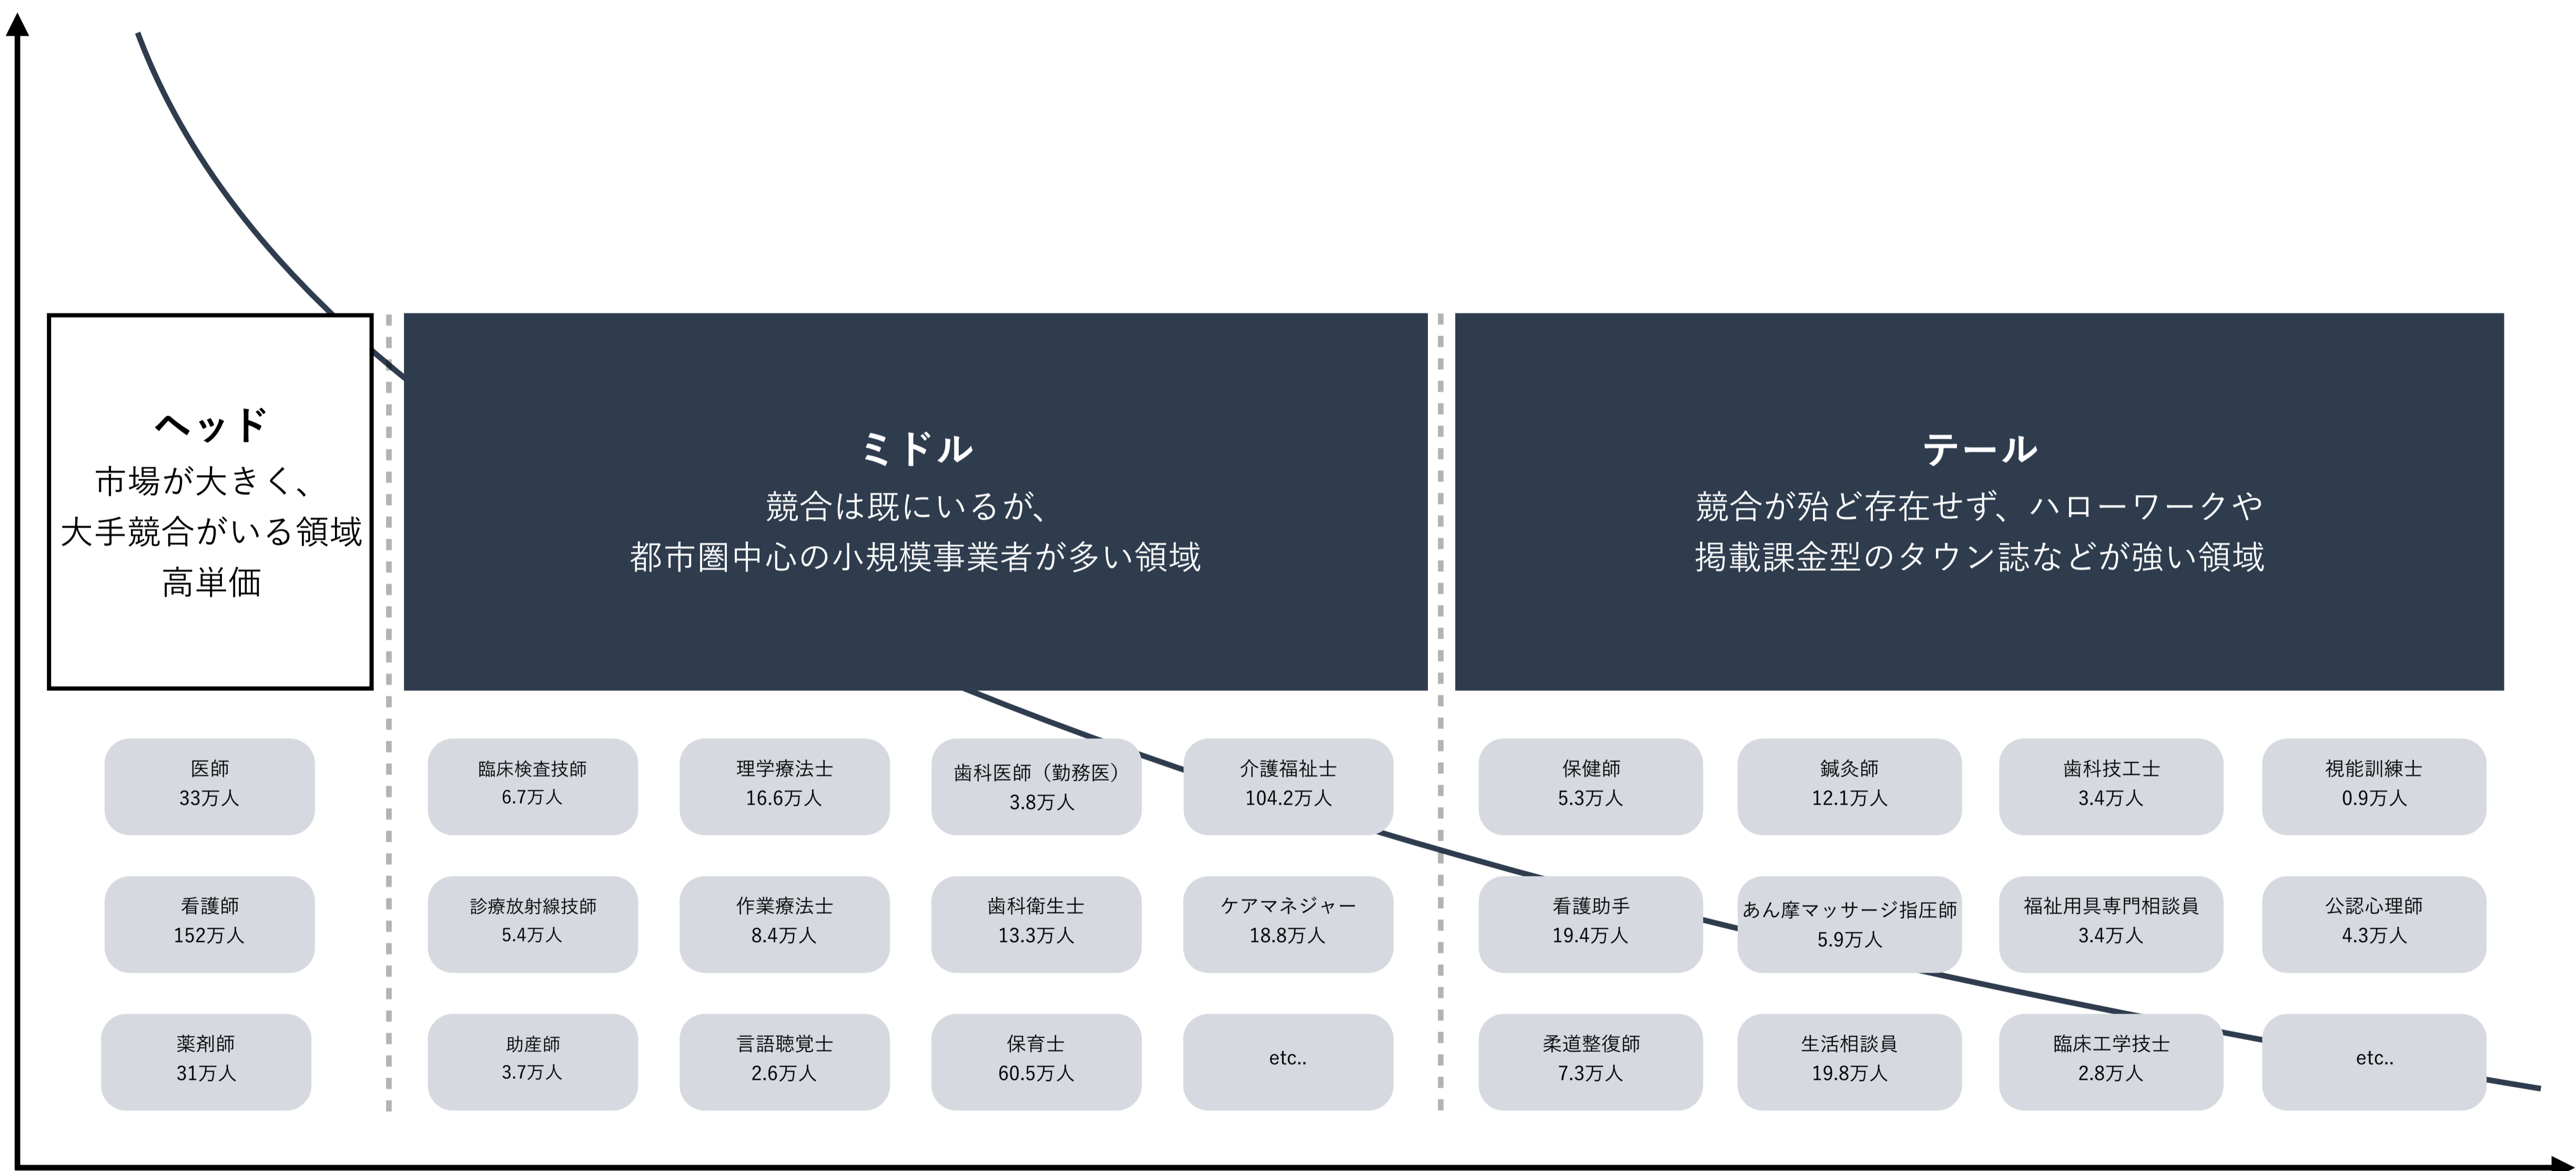 ヘッド
市場が大きく、
大手競合がいる領域
高単価
ミドル
競合は既にいるが、
都市圏中心の小規模事業者が多い領域
テール
競合が殆ど存在せず、ハローワークや
掲載課金型のタウン誌などが強い領域
医師
33万人
看護師
152万人
薬剤師
31万人
臨床検査技師
6.7万人
理学療法士
16.6万人
歯科医師（勤務医）
3.8万人
介護福祉士
104.2万人
診療放射線技師
5.4万人
作業療法士
8.4万人
歯科衛生士
13.3万人
ケアマネジャー
18.8万人
助産師
3.7万人
言語聴覚士
2.6万人
保育士
60.5万人
etc..
保健師
5.3万人
鍼灸師
12.1万人
歯科技工士
3.4万人
視能訓練士
0.9万人
看護助手
19.4万人
あん摩マッサージ指圧師
5.9万人
福祉用具専門相談員
3.4万人
公認心理師
4.3万人
柔道整復師
7.3万人
生活相談員
19.8万人
臨床工学技士
2.8万人
etc..